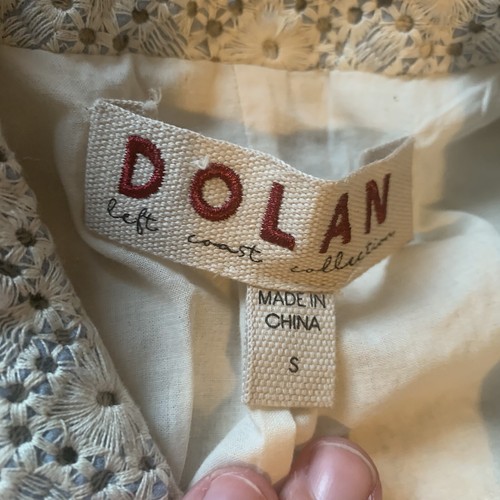 DOLAN
left coast collection
MADE IN
CHINA
S